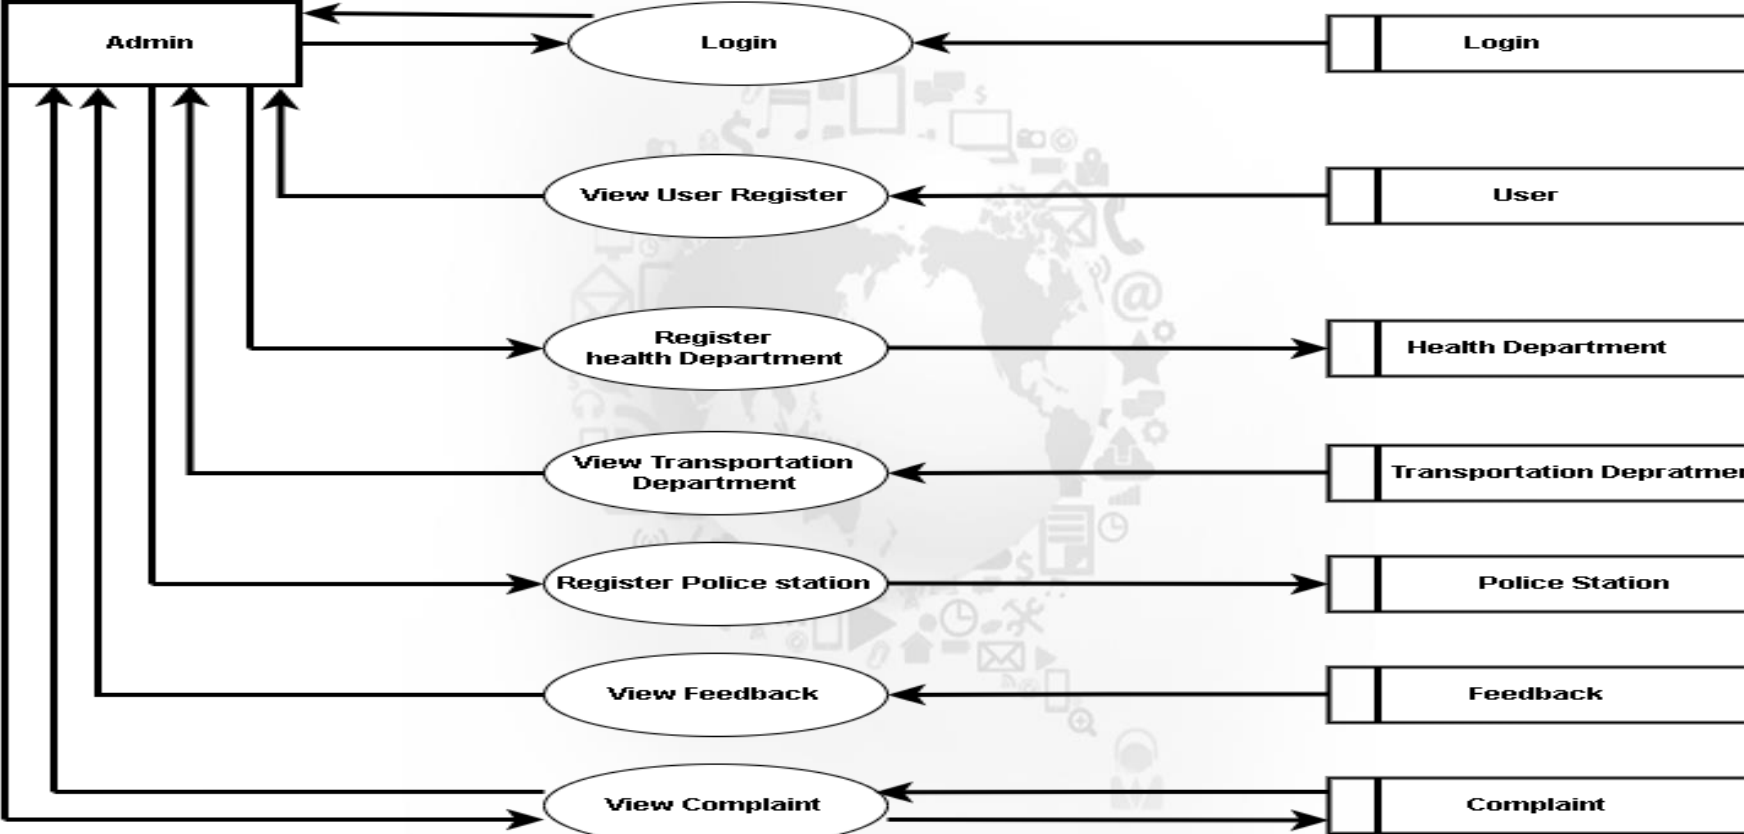 Admin
Login
Login
View User Register
User
Register
health Department
Health Department
View Transportation
Department
Transportation Depratmer
Register Police station
Police Station
View Feedback
Feedback
View Complaint
Complaint